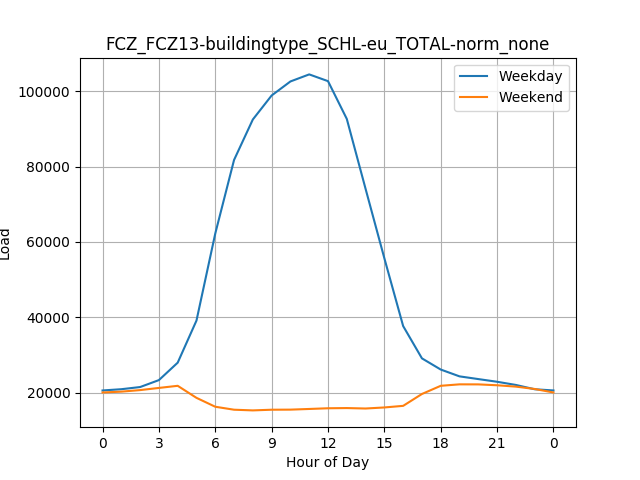 FCZ_FCZ13-buildingtype_SCHL-eu_TOTAL-norm_none
Weekday
Weekend
100000
80000
60000
40000
20000
Load
0 3 6 9 12 15 18 21 0
Hour of Day